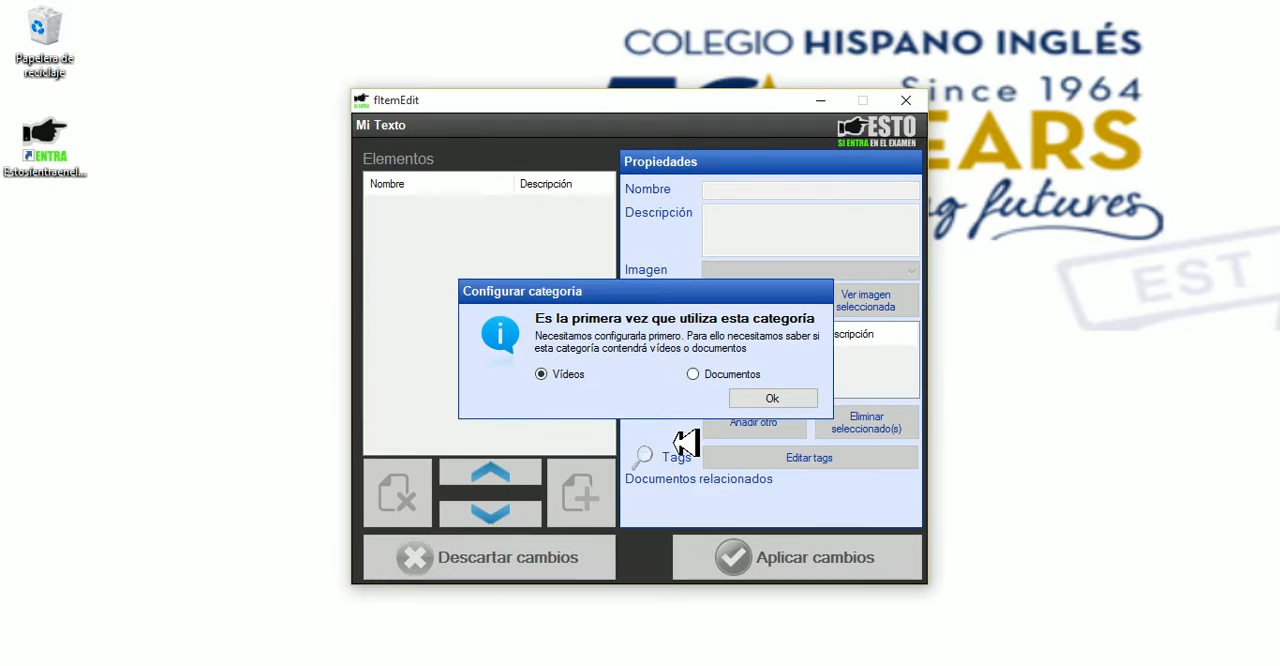 Papelera de
reciclaje
ENTRA
Estosientraenel...
COLEGIO HISPANO INGLÉS
Since 1964
EARS
futures
EST
fItemEdit
Mi Texto
ESTO
SI ENTRA EN EL EXAMEN
Elementos
Nombre Descripción
Propiedades
Nombre
Descripción
Imagen
Ver imagen
seleccionada
scripción
Configurar categoría
Es la primera vez que utiliza esta categoría
Necesitamos configurarla primero. Para ello necesitamos saber si
esta categoría contendrá vídeos o documentos
Vídeos Documentos
Ok
Añadir otro
Eliminar
seleccionado(s)
Tags
Editar tags
Documentos relacionados
Descartar cambios
Aplicar cambios